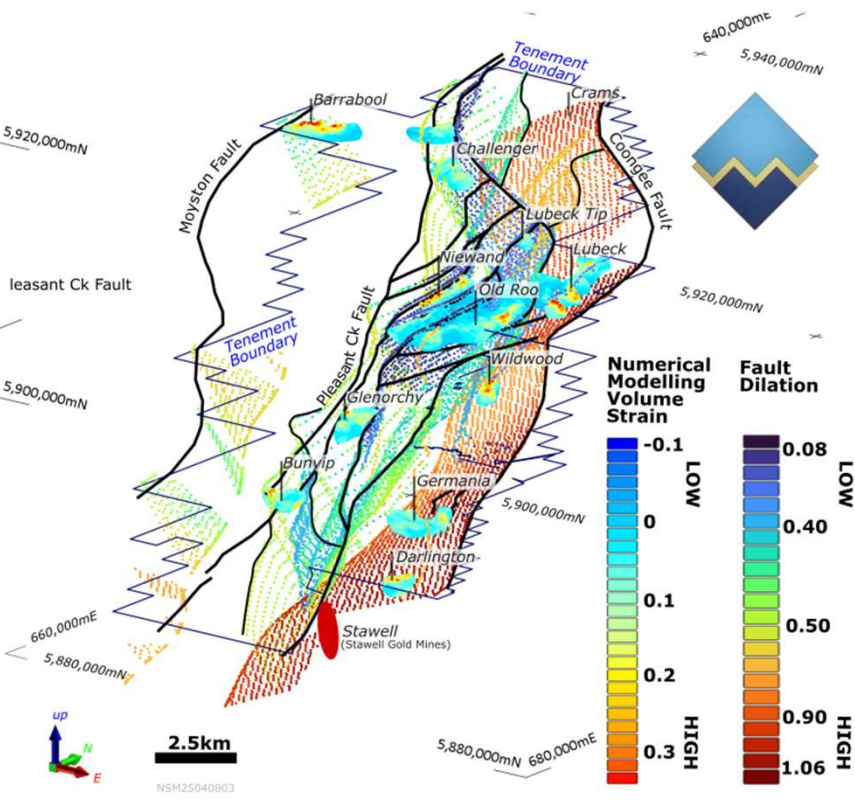 640,000mE
5,940,000mN
Tenement
Boundary
Barrabool
Crams
5,920,000mN
Moyston Fault
Challenger
Coongee Fault
Lubeck Tip
Niewand
Lubeck
leasant Ck Fault
Old Roo
5,920,000mN
Tenement
Boundary
Pleasant Ck Fault
Wildwood
5,900,000mN
Glenorchy
Bunyip
Germania
5,900,000mN
Darlington
660,000mE
5,880,000mN
Stawell
(Stawell Gold Mines)
Numerical
Modelling
Volume
Strain
-0.1
0
0.1
0.2
0.3
LOW
HIGH
Fault
Dilation
0.08
0.40
0.50
0.90
1.06
LOW
HIGH
up
N
E
2.5km
NSM25040803
5,880,000mN
680,000mE